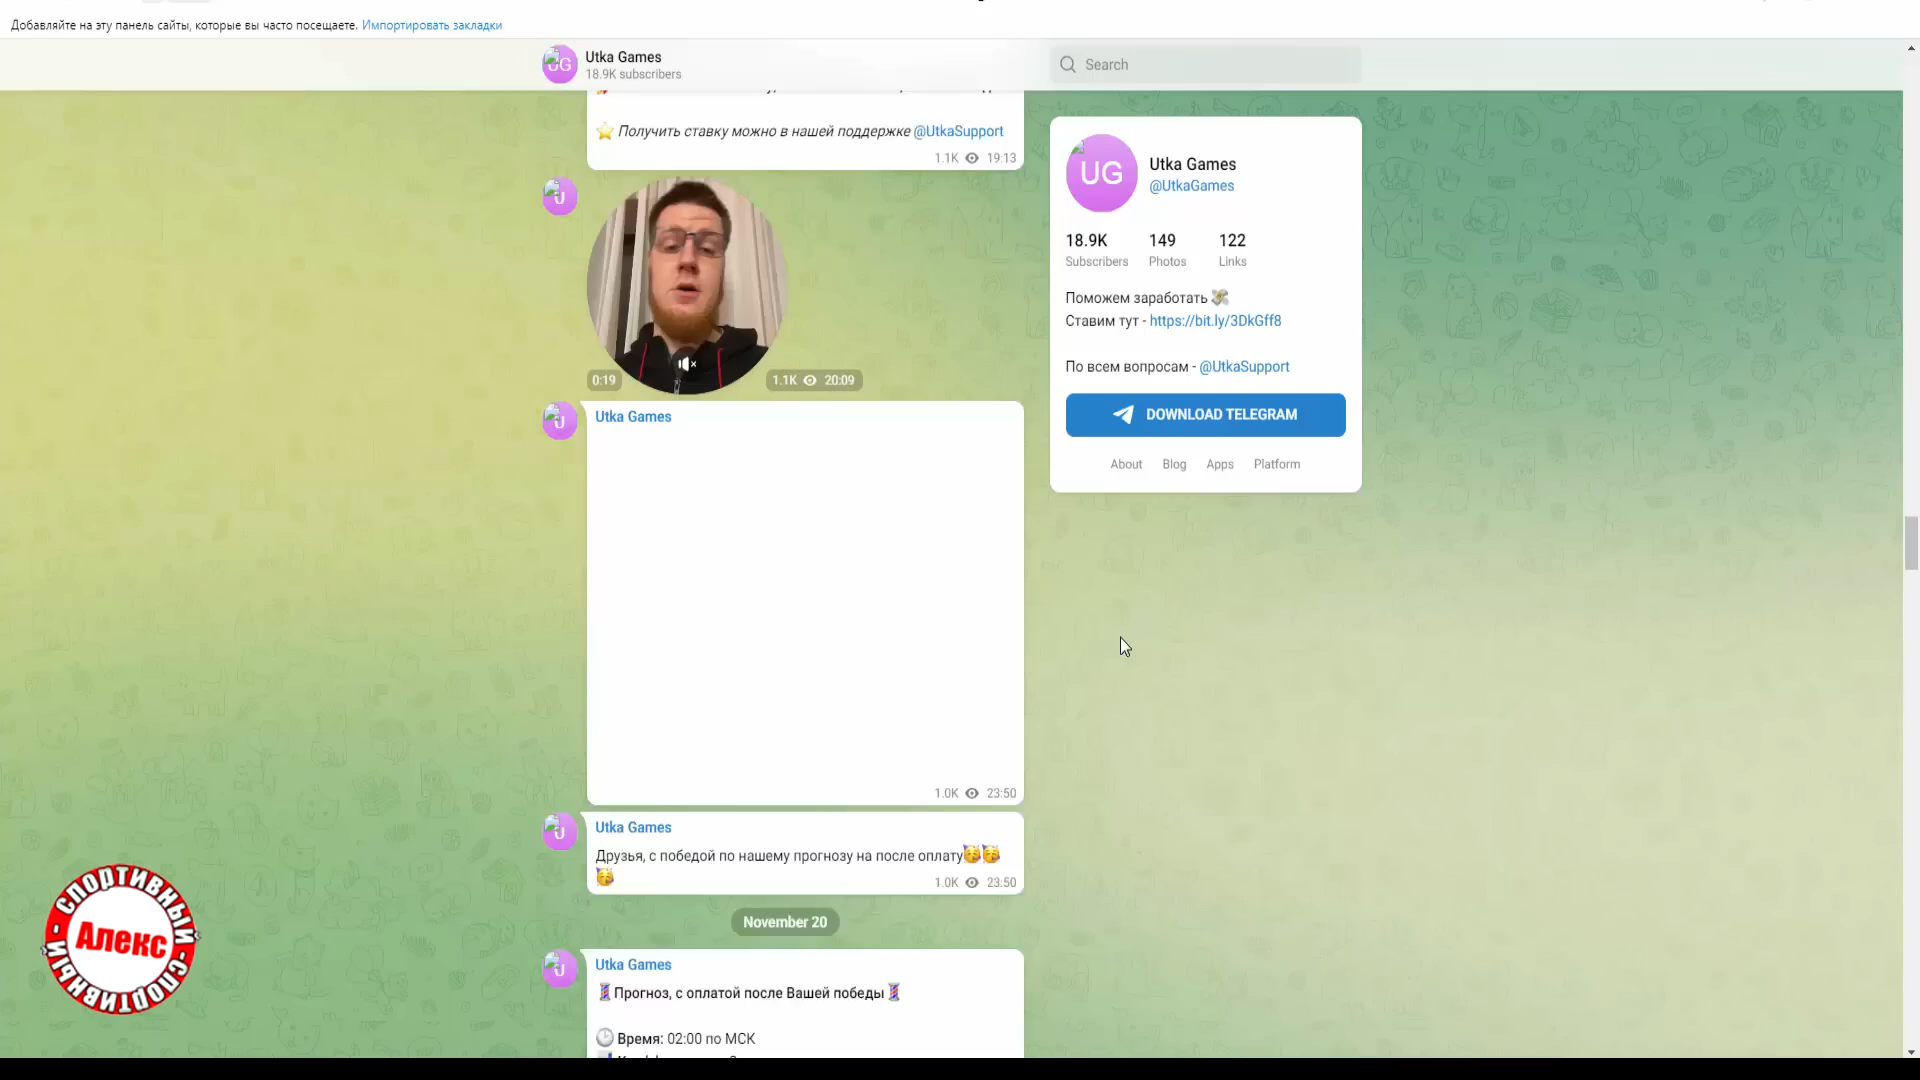 Добавляйте на эту панель сайты, которые вы часто посещаете. Импортировать закладки
UG
Utka Games
18.9K subscribers
Search
⭐ Получить ставку можно в нашей поддержке @UtkaSupport
1.1K 19:13
U
0:19
1.1K 20:09
U
Utka Games
1.0K 23:50
U
Utka Games
Друзья, с победой по нашему прогнозу на после оплату🥳🥳
🥳
1.0K 23:50
November 20
U
Utka Games
💈Прогноз, с оплатой после Вашей победы💈
🕒 Время: 02:00 по МСК
UG
Utka Games
@UtkaGames
18.9K 149 122
Subscribers Photos Links
Поможем заработать 💸
Ставим тут - https://bit.ly/3DkGff8
По всем вопросам - @UtkaSupport
DOWNLOAD TELEGRAM
About Blog Apps Platform
СПОРТИВНЫЙ
Алекс
СПОРТИВНЫЙ